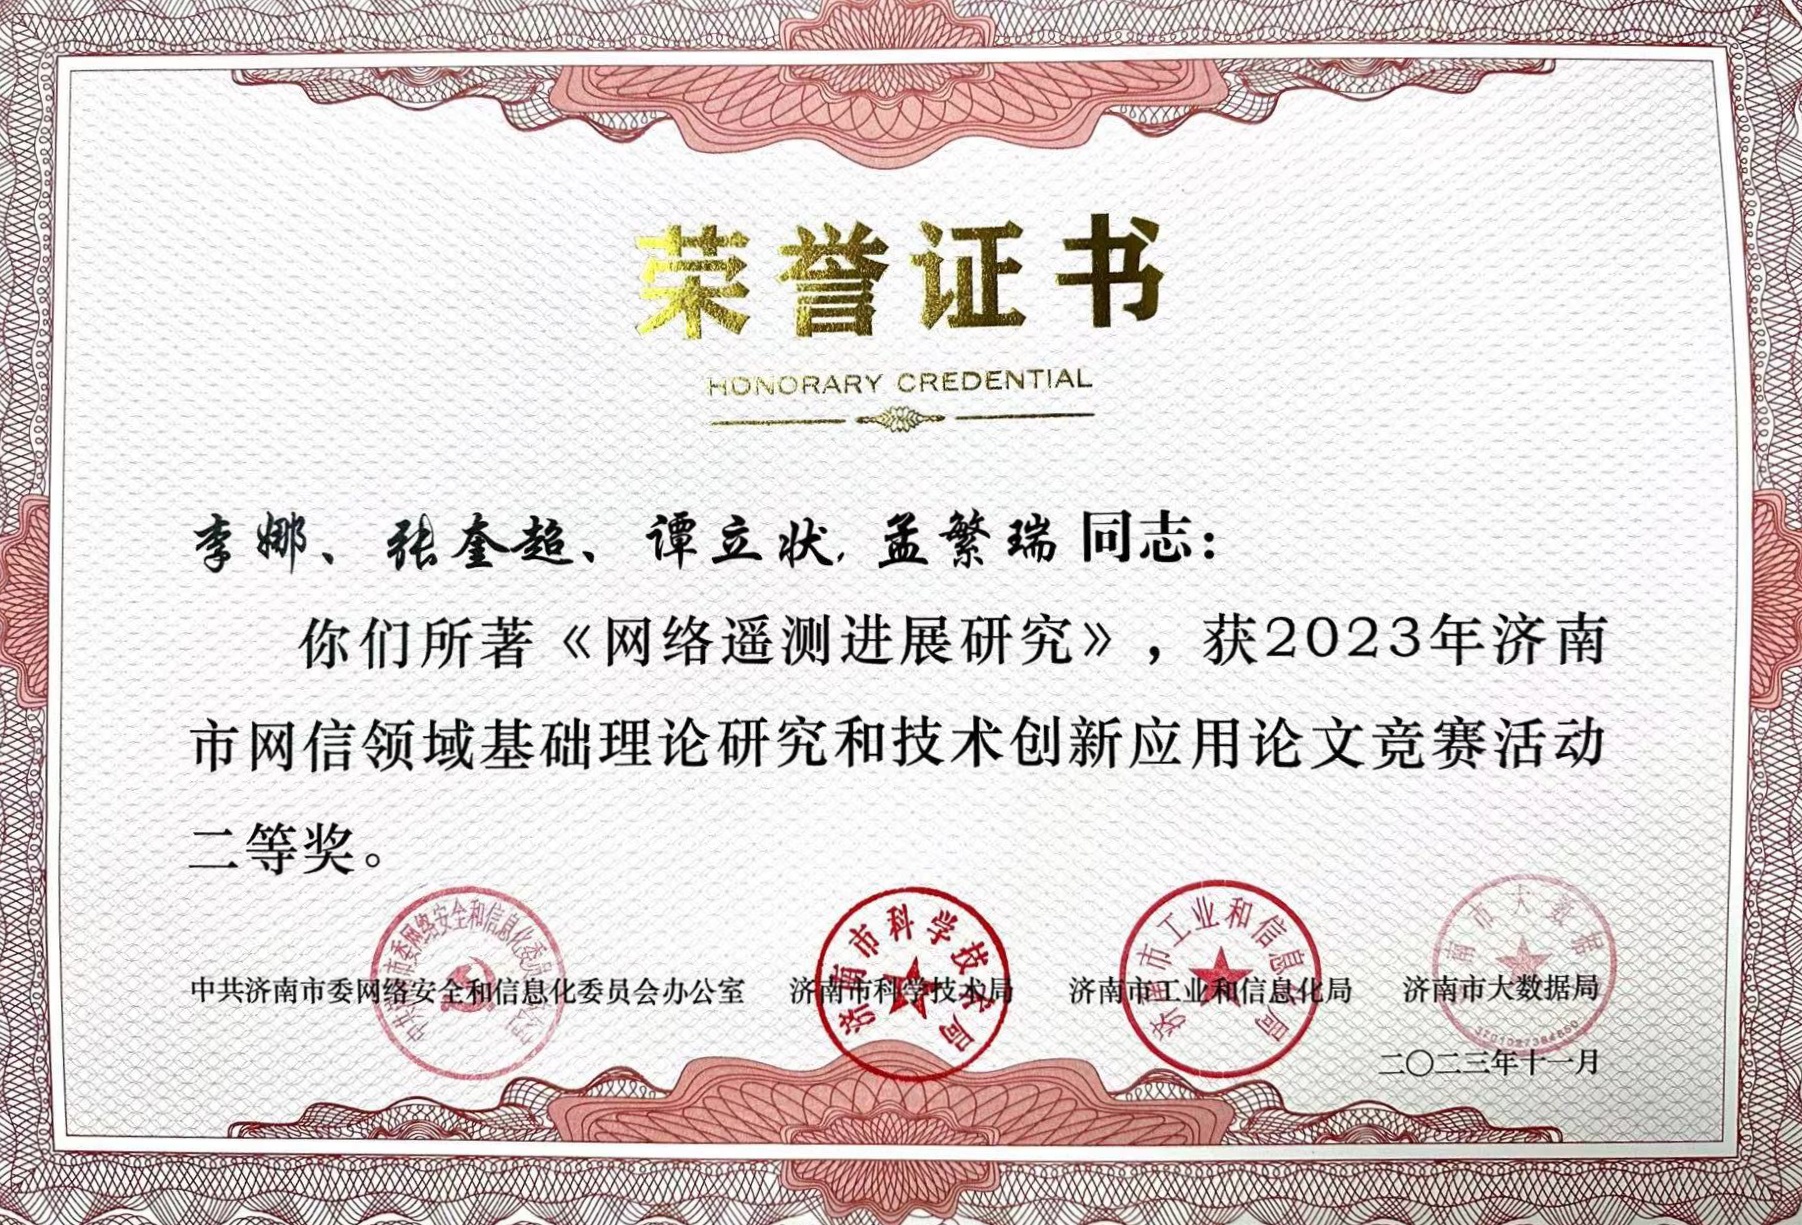 荣誉证书
HONORARY CREDENTIAL
李娜、张奎超、谭立状,孟繁瑞同志：
你们所著《网络遥测进展研究》，获2023年济南
市网信领域基础理论研究和技术创新应用论文竞赛活动
二等奖。
中共济南市委网络安全和信息化委员会办公室 济南市科学技术局 济南市工业和信息化局 济南市大数据局
二〇二三年十一月
中共济南市委网络安全和信息化委员会办公室
济南市科学技术局
济南市工业和信息化局
济南市大数据局